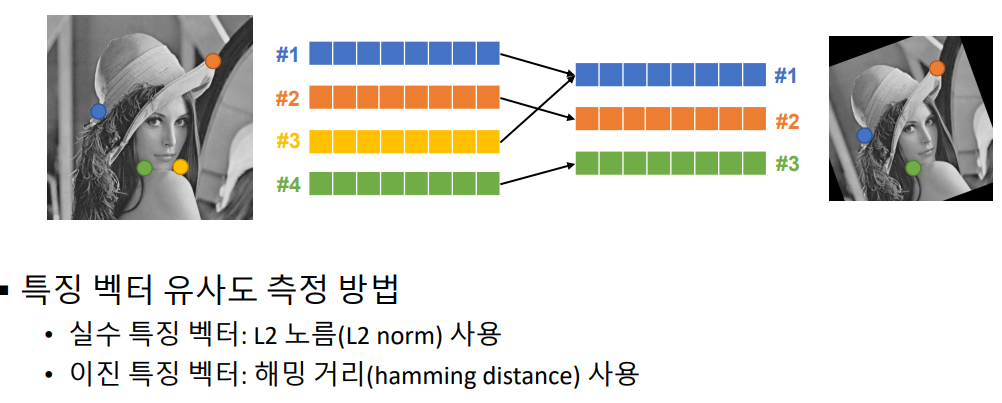 #1
#2
#3
#4
#1
#2
#3
▪ 특징 벡터 유사도 측정 방법
• 실수 특징 벡터: L2 노름(L2 norm) 사용
• 이진 특징 벡터: 해밍 거리(hamming distance) 사용